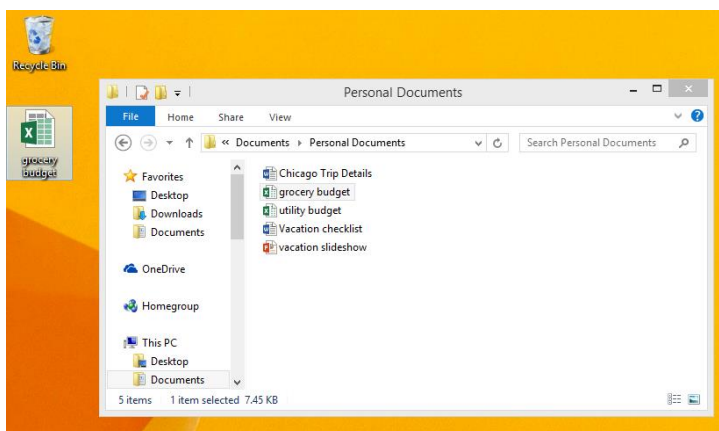 Recycle Bin
grocery
budget
Personal Documents
File Home Share View
« Documents Personal Documents
Search Personal Documents
Favorites
Desktop
Downloads
Documents
OneDrive
Homegroup
This PC
Desktop
Documents
Chicago Trip Details
grocery budget
utility budget
Vacation checklist
vacation slideshow
5 items 1 item selected 7.45 KB